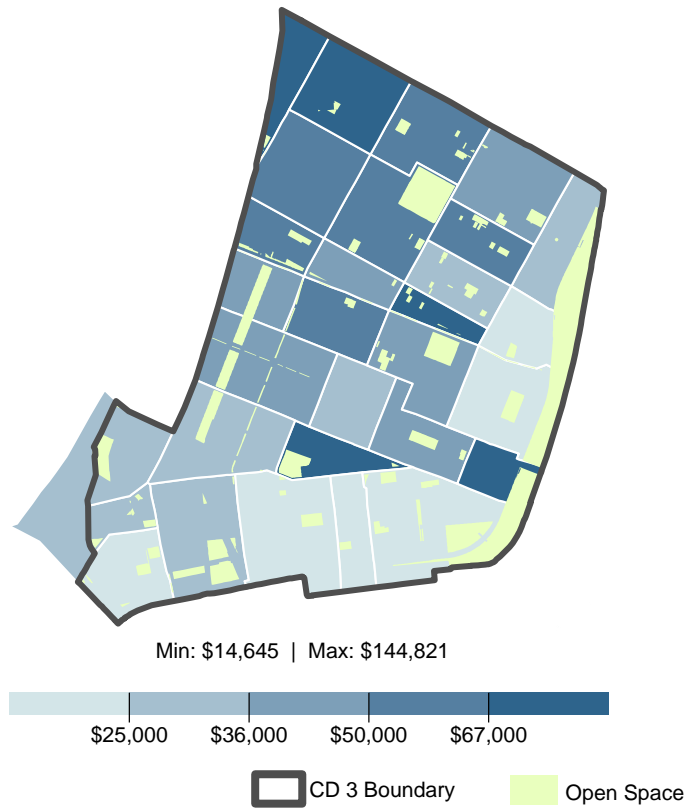 Min: $14,645 | Max: $144,821
$25,000 $36,000 $50,000 $67,000
CD 3 Boundary Open Space